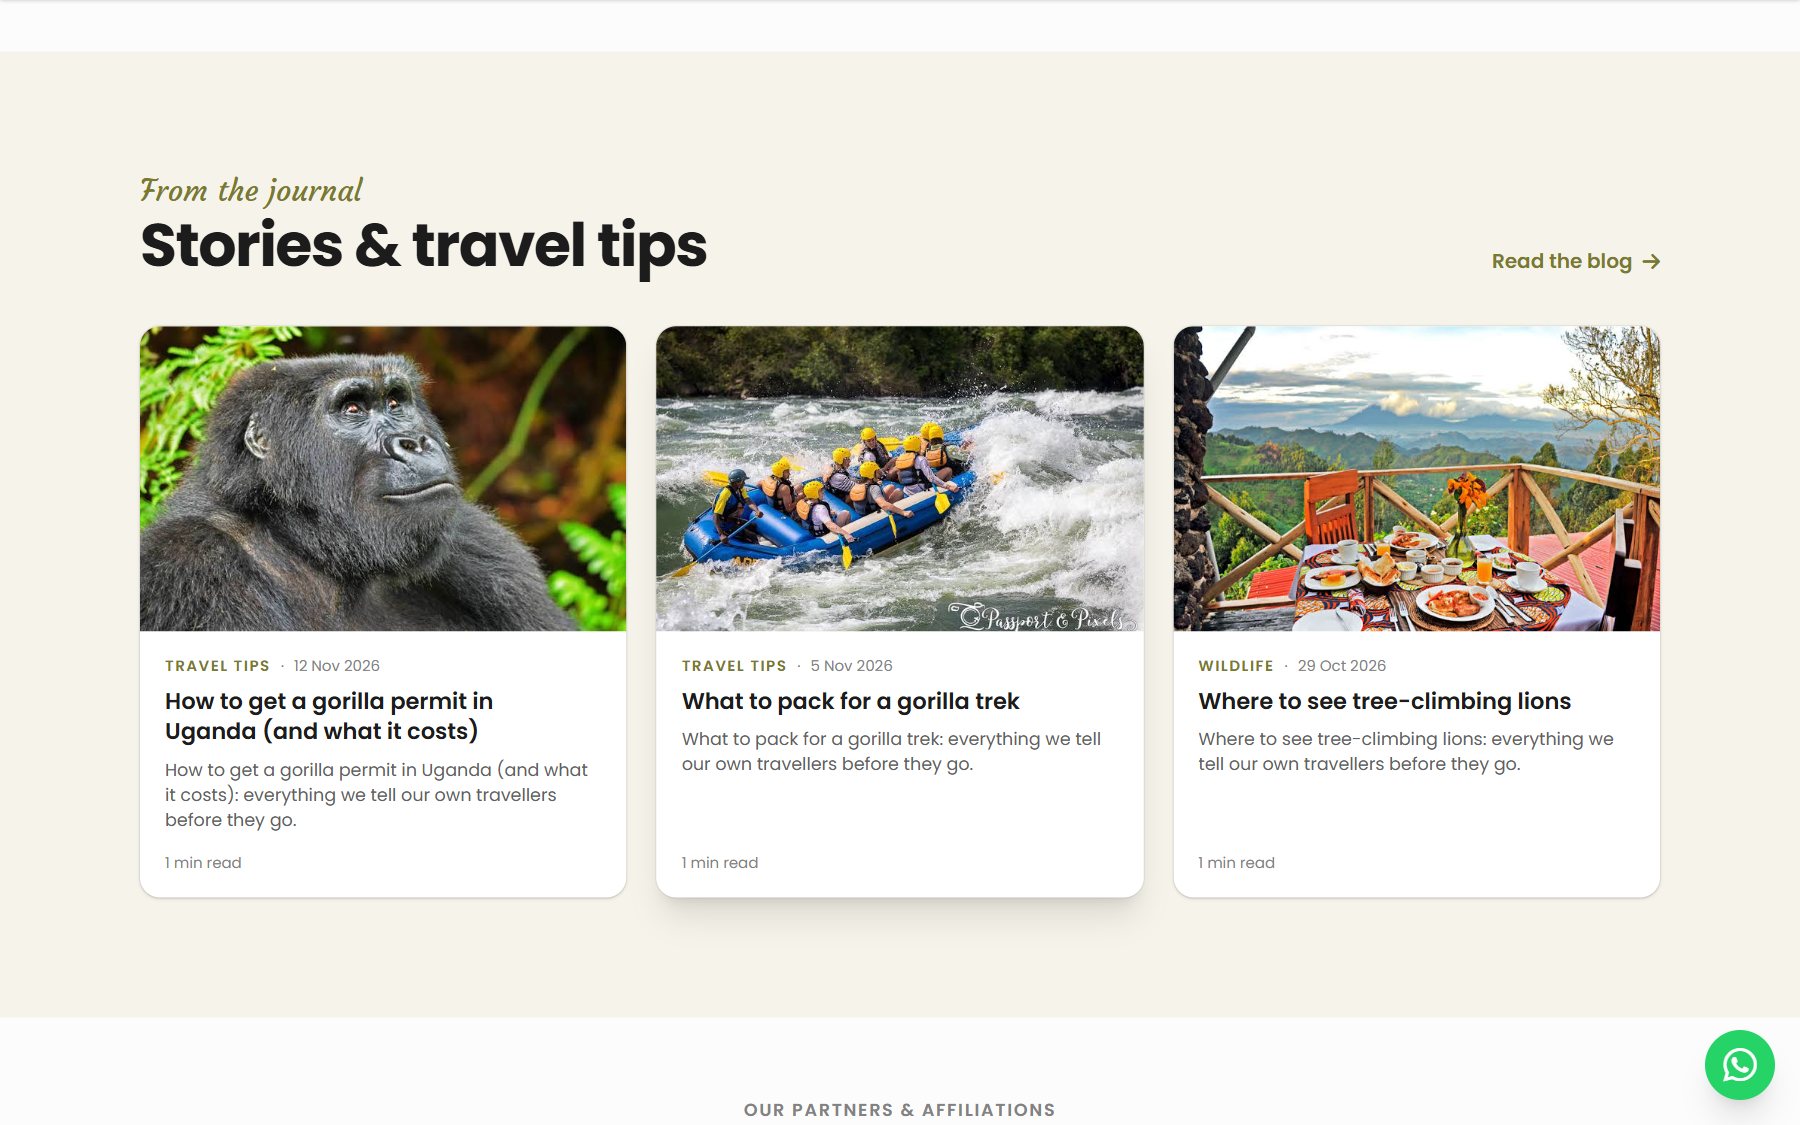 From the journal
Stories & travel tips
Read the blog →
Passport & Pixels
TRAVEL TIPS · 12 Nov 2026
How to get a gorilla permit in
Uganda (and what it costs)
How to get a gorilla permit in Uganda (and what
it costs): everything we tell our own travellers
before they go.
1 min read
TRAVEL TIPS · 5 Nov 2026
What to pack for a gorilla trek
What to pack for a gorilla trek: everything we tell
our own travellers before they go.
1 min read
WILDLIFE · 29 Oct 2026
Where to see tree-climbing lions
Where to see tree-climbing lions: everything we
tell our own travellers before they go.
1 min read
OUR PARTNERS & AFFILIATIONS